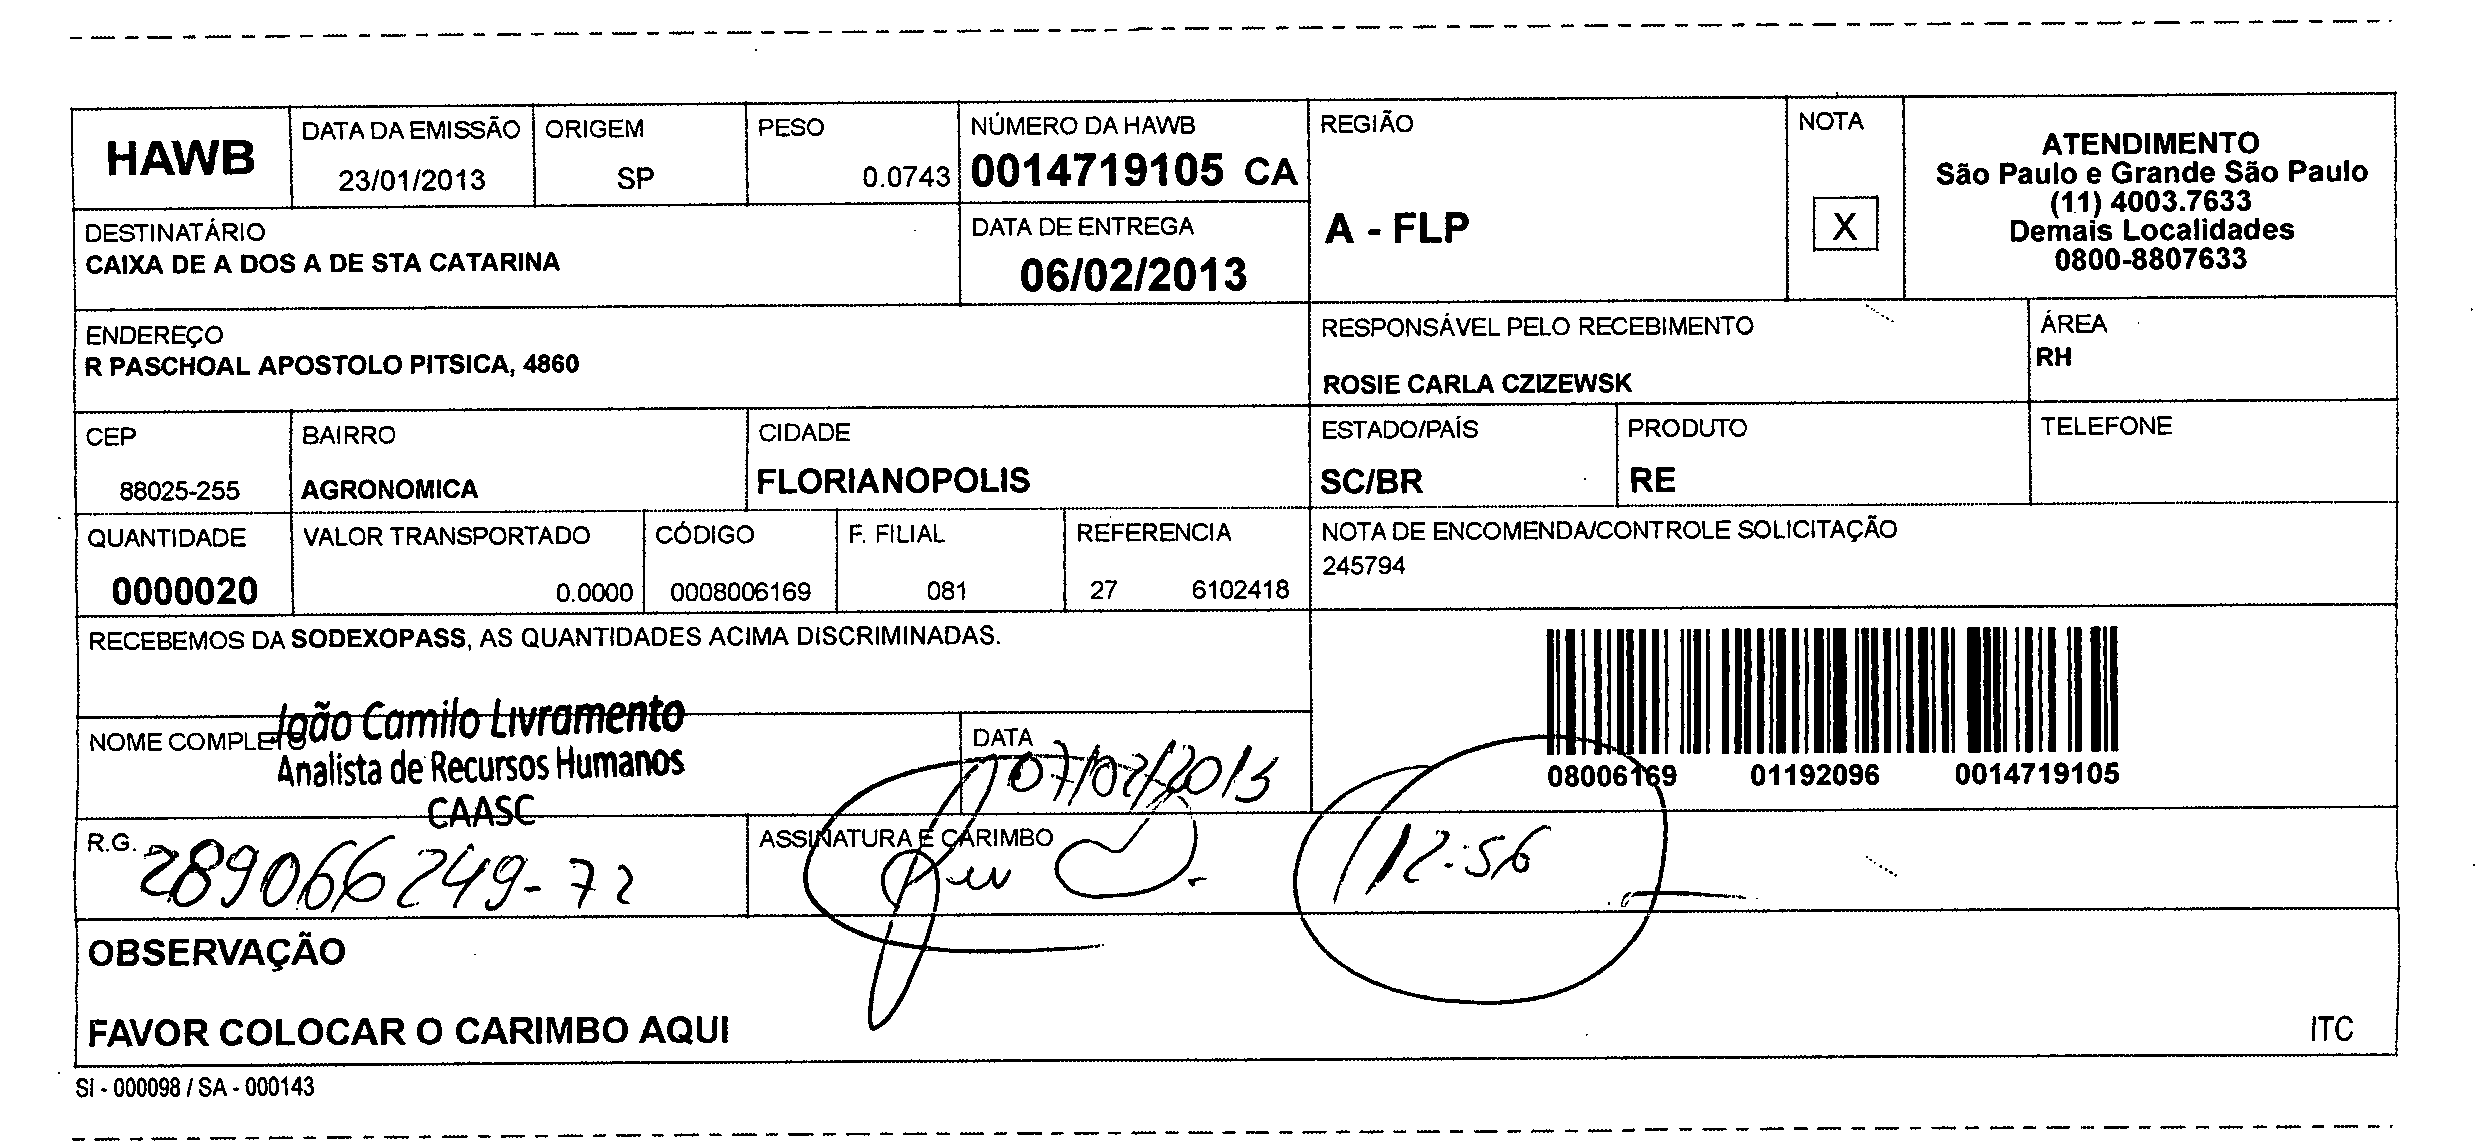 HAWB
DATA DA EMISSÃO
23/01/2013
ORIGEM
SP
PESO
0.0743
NÚMERO DA HAWB
0014719105 CA
REGIÃO
A - FLP
NOTA
X
ATENDIMENTO
São Paulo e Grande São Paulo
(11) 4003.7633
Demais Localidades
0800-8807633
DESTINATÁRIO
CAIXA DE A DOS A DE STA CATARINA
DATA DE ENTREGA
06/02/2013
ENDEREÇO
R PASCHOAL APOSTOLO PITSICA, 4860
RESPONSÁVEL PELO RECEBIMENTO
ROSIE CARLA CZIZEWSK
ÁREA
RH
CEP
88025-255
BAIRRO
AGRONOMICA
CIDADE
FLORIANOPOLIS
ESTADO/PAÍS
SC/BR
PRODUTO
RE
TELEFONE
QUANTIDADE
0000020
VALOR TRANSPORTADO
0.0000
CÓDIGO
0008006169
F. FILIAL
081
REFERENCIA
27 6102418
NOTA DE ENCOMENDA/CONTROLE SOLICITAÇÃO
245794
RECEBEMOS DA SODEXOPASS, AS QUANTIDADES ACIMA DISCRIMINADAS.
08006169 01192096 0014719105
NOME COMPLETO
João Camilo Livramento
Analista de Recursos Humanos
CAASC
DATA
07/02/2013
R.G.
289066249-72
ASSINATURA E CARIMBO
12:56
OBSERVAÇÃO
FAVOR COLOCAR O CARIMBO AQUI
ITC
SI - 000098 / SA - 000143